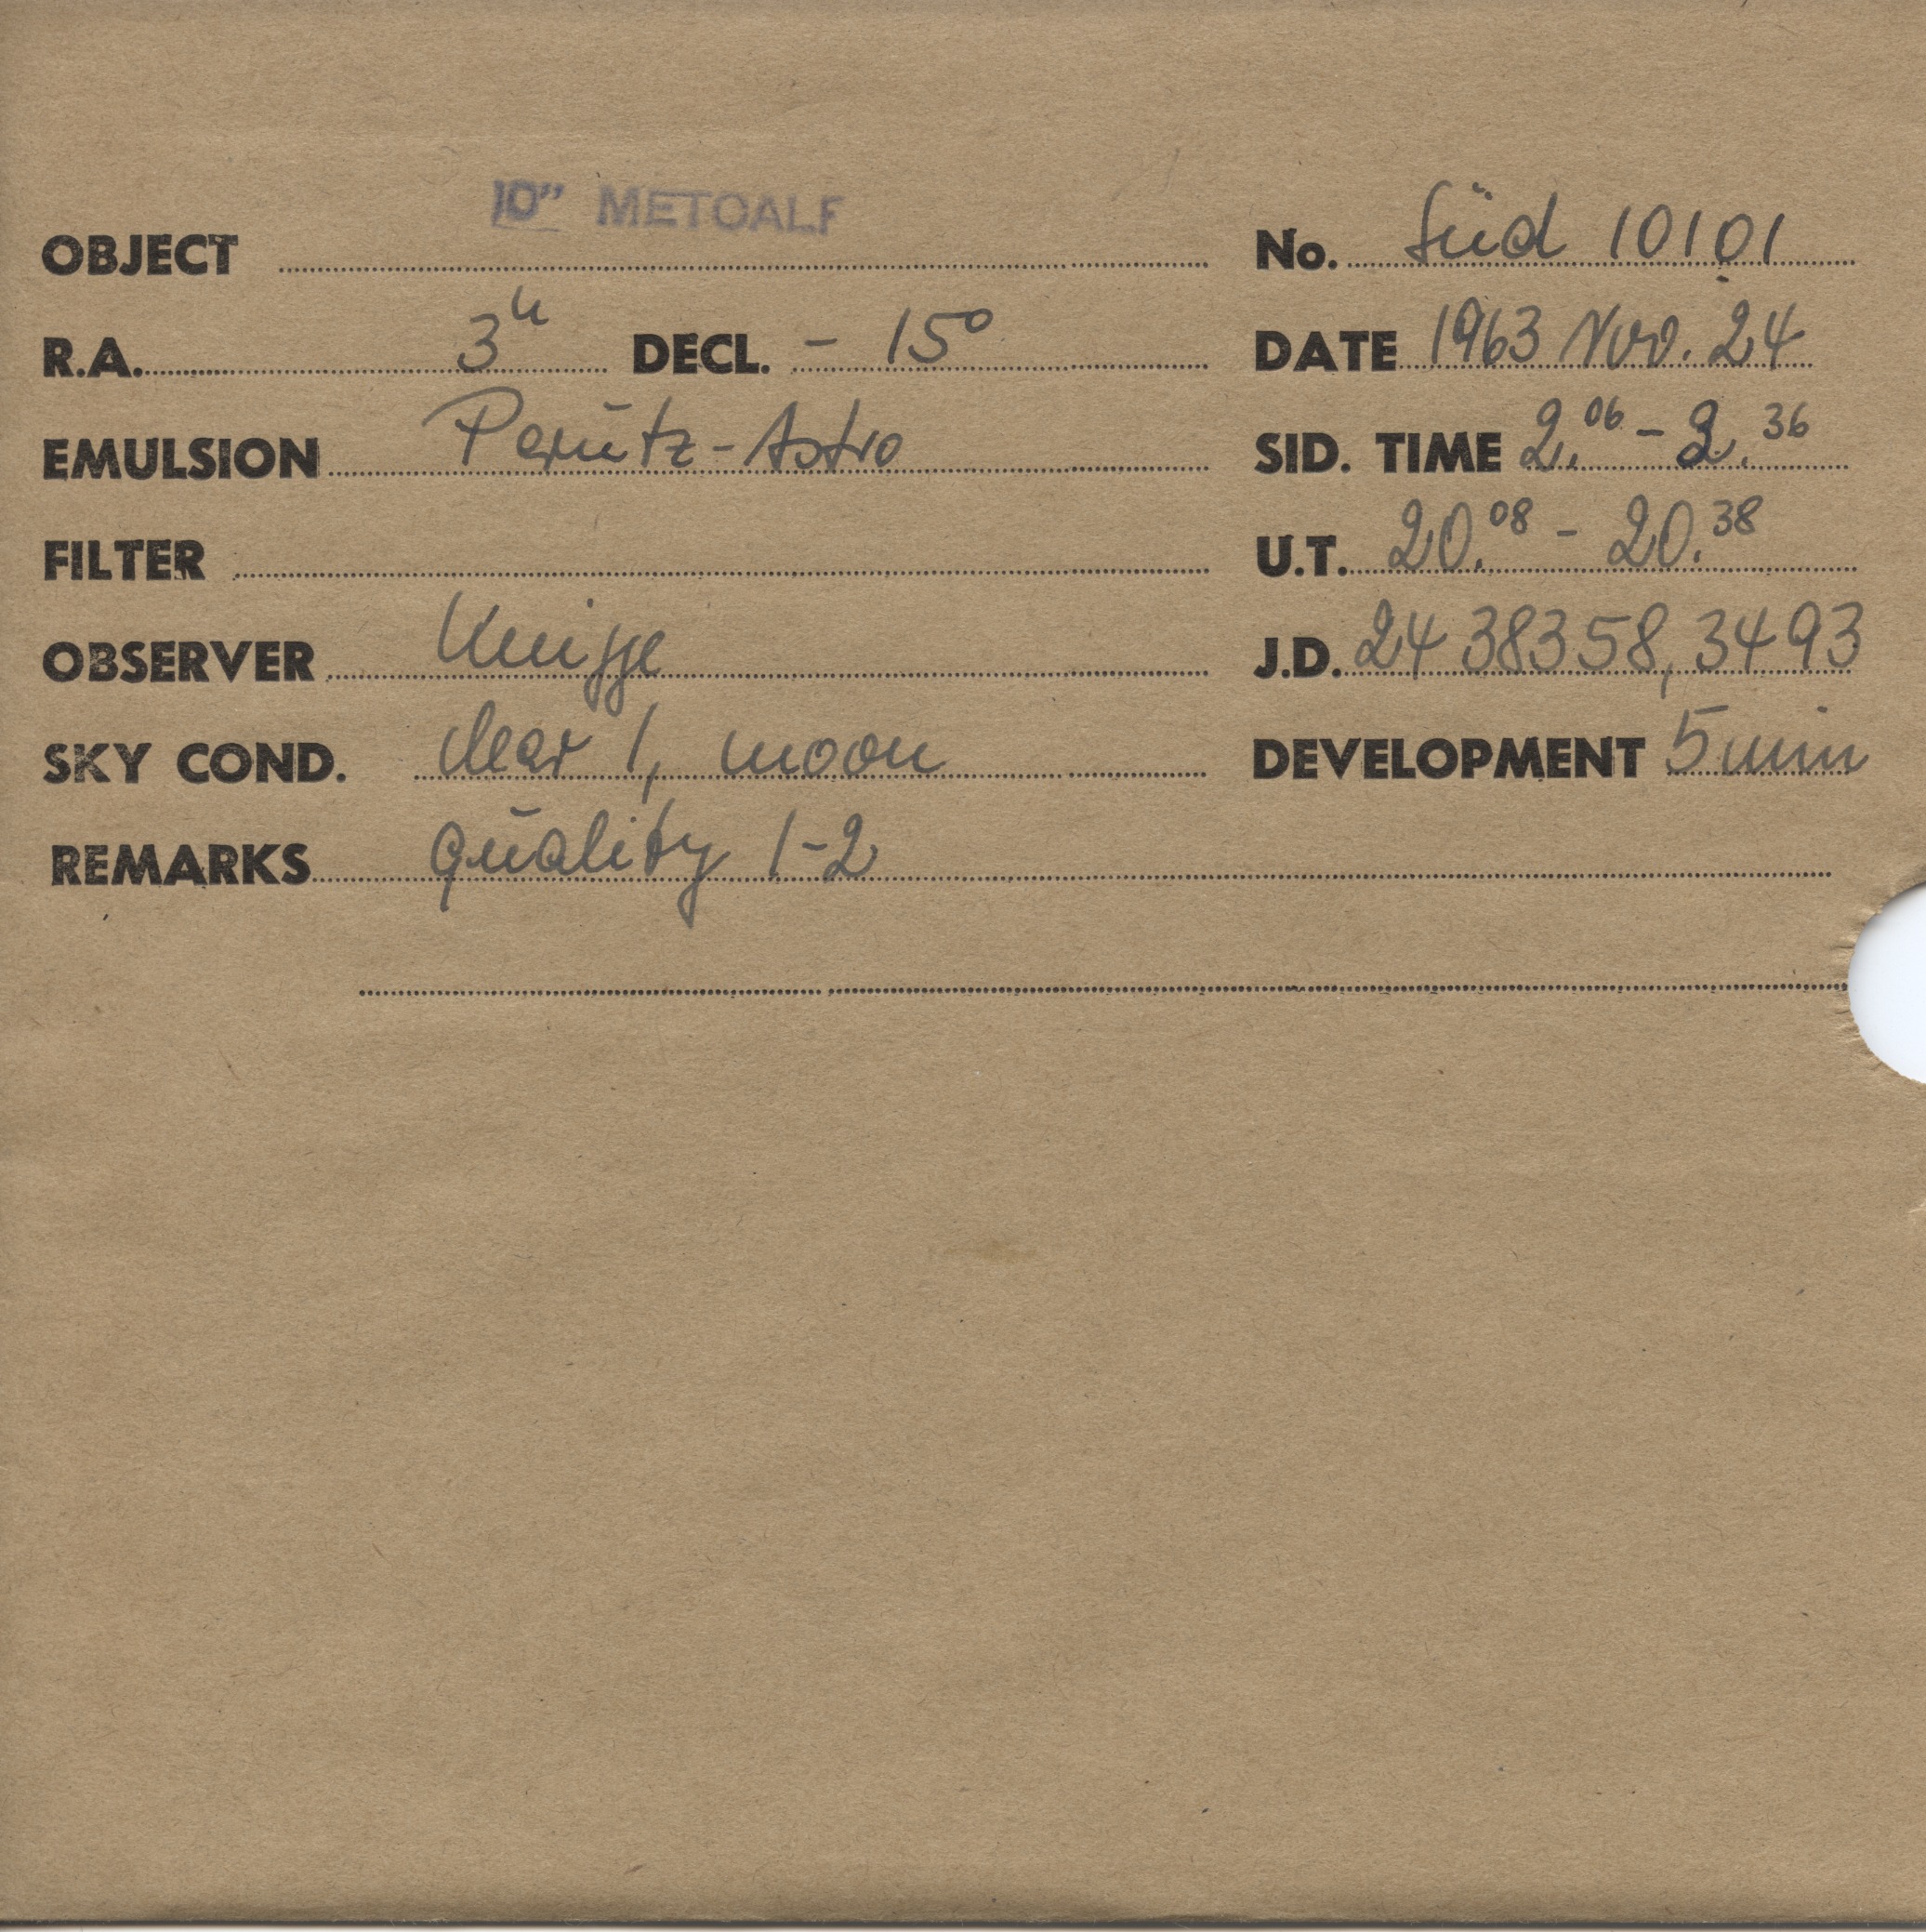 10" METCALF
OBJECT No. Süd 10101
R.A. 3h DECL. - 15° DATE 1963 Nov. 24
EMULSION Perutz-Astro SID. TIME 2.06 - 2.36
FILTER U.T. 20.08 - 20.38
OBSERVER Knigge J.D. 2438358,3493
SKY COND. clear 1, moon DEVELOPMENT 5 min
REMARKS quality 1-2